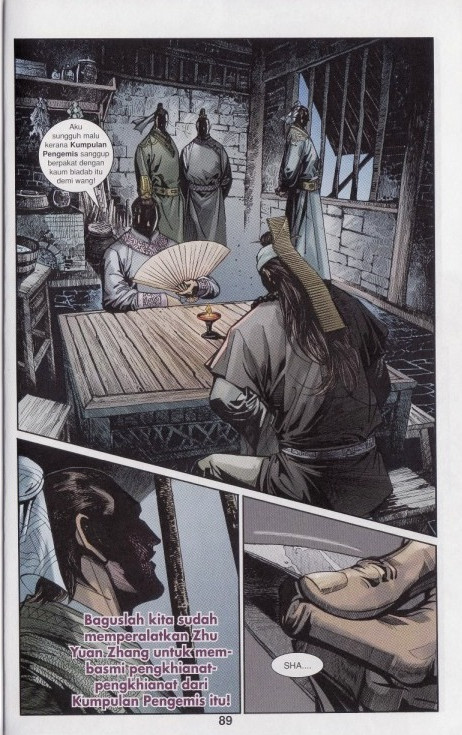 Aku
sungguh malu
kerana Kumpulan
Pengemis sanggup
berpakat dengan
kaum biadab itu
demi wang!
Baguslah kita sudah
memperalatkan Zhu
Yuan Zhang untuk mem-
basmi pengkhianat-
pengkhianat dari
Kumpulan Pengemis itu!
SHA....
89